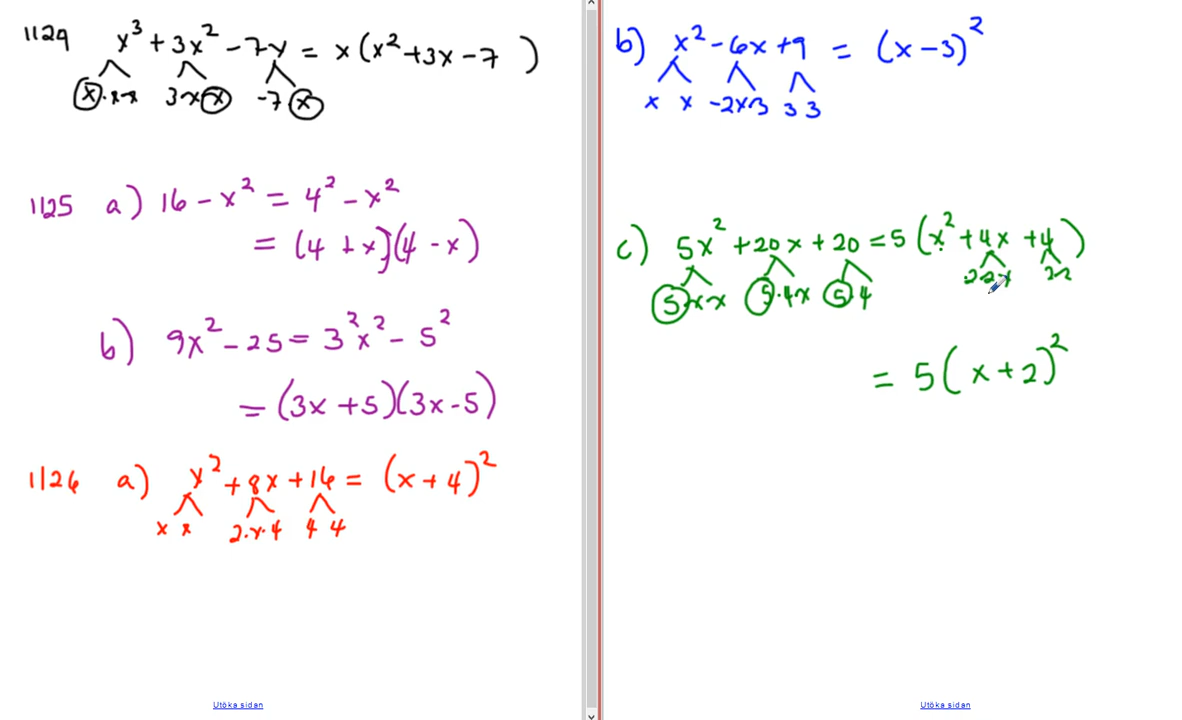 1129 x³ + 3x² - 7x = x(x² + 3x - 7 )
x·x·x 3·x·x -7 x
1125 a) 16 - x² = 4² - x²
= (4 + x)(4 - x)
b) 9x² - 25 = 3²x² - 5²
= (3x + 5)(3x - 5)
1126 a) x² + 8x + 16 = (x + 4)²
x x 2·x·4 4 4
Utöka sidan
b) x² - 6x + 9 = (x - 3)²
x x -2x3 3 3
c) 5x² + 20x + 20 = 5(x² + 4x + 4)
5·x·x 5·4x 5 4 2·2·x 2·2
= 5(x + 2)²
Utöka sidan